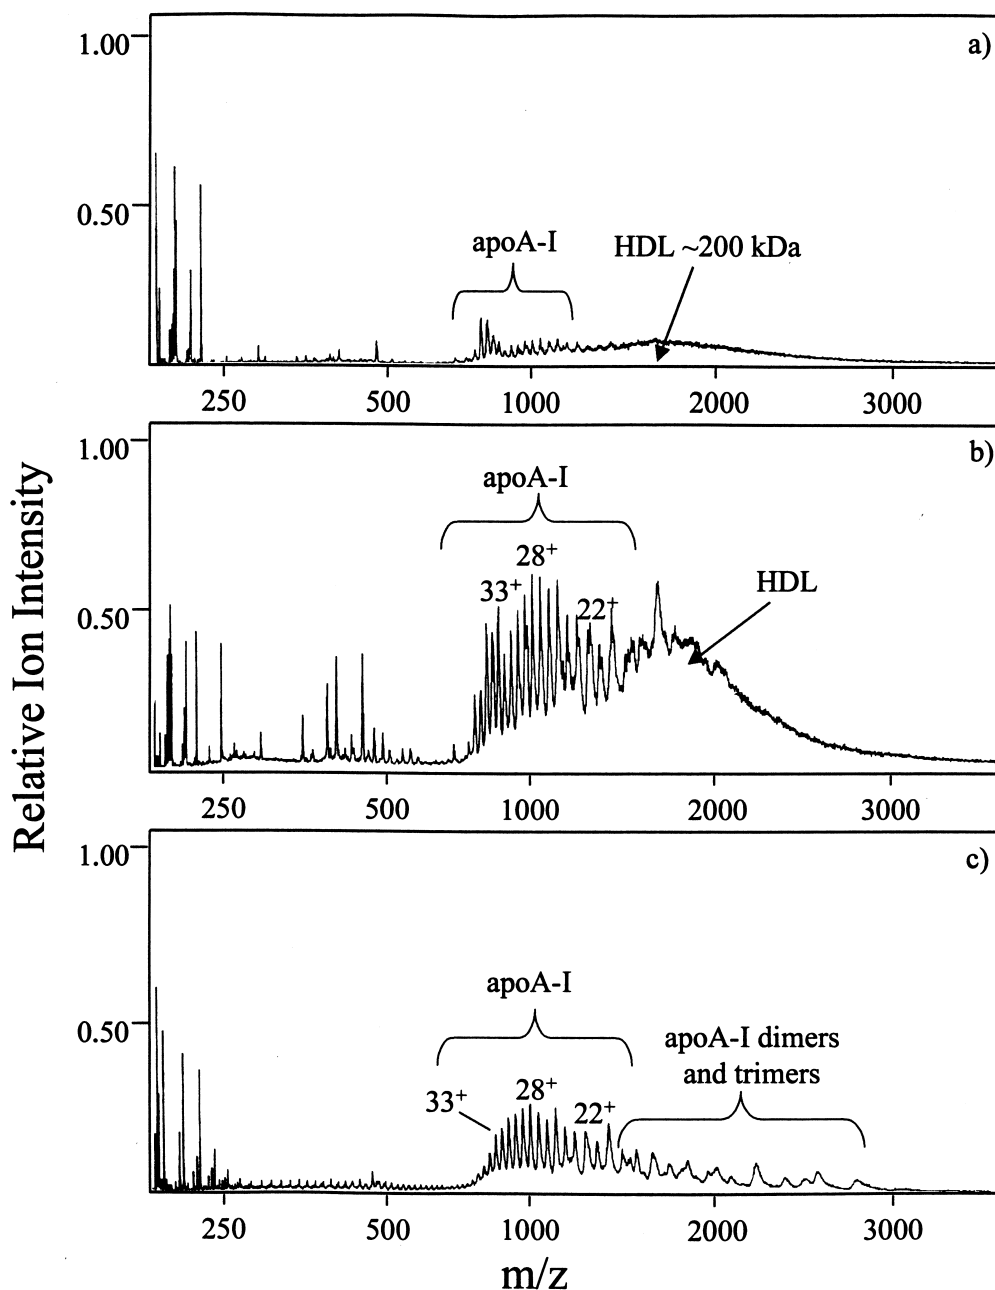 1.00
a)
0.50
apoA-I
HDL ~200 kDa
250
500
1000
2000
3000
1.00
b)
apoA-I
28+
33+
HDL
0.50
22+
250
500
1000
2000
3000
1.00
c)
apoA-I
0.50
apoA-I dimers
and trimers
33+
28+
22+
250
500
1000
2000
3000
Relative Ion Intensity
m/z